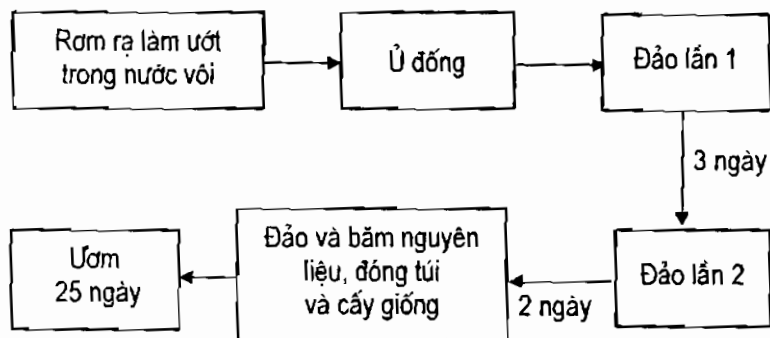 Rơm rạ làm ướt
trong nước vôi
Ủ đống
Đảo lần 1
3 ngày
Đảo lần 2
2 ngày
Đảo và băm nguyên
liệu, đóng túi
và cấy giống
Ươm
25 ngày